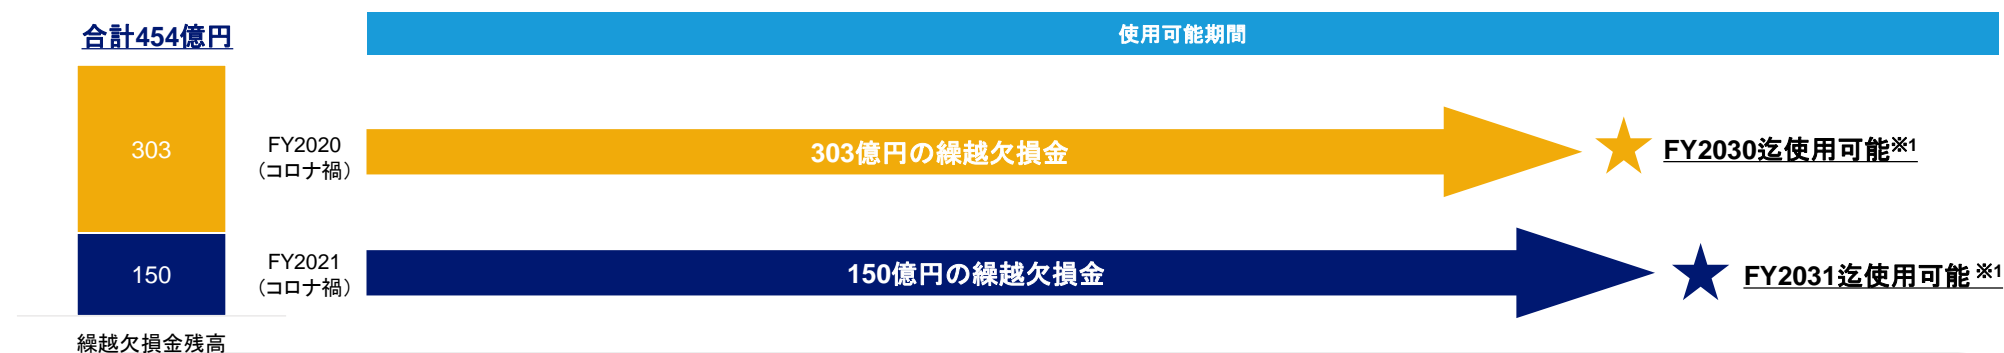 合計454億円
使用可能期間
303
FY2020
（コロナ禍）
303億円の繰越欠損金
FY2030迄使用可能※1
150
FY2021
（コロナ禍）
150億円の繰越欠損金
FY2031迄使用可能 ※1
繰越欠損金残高